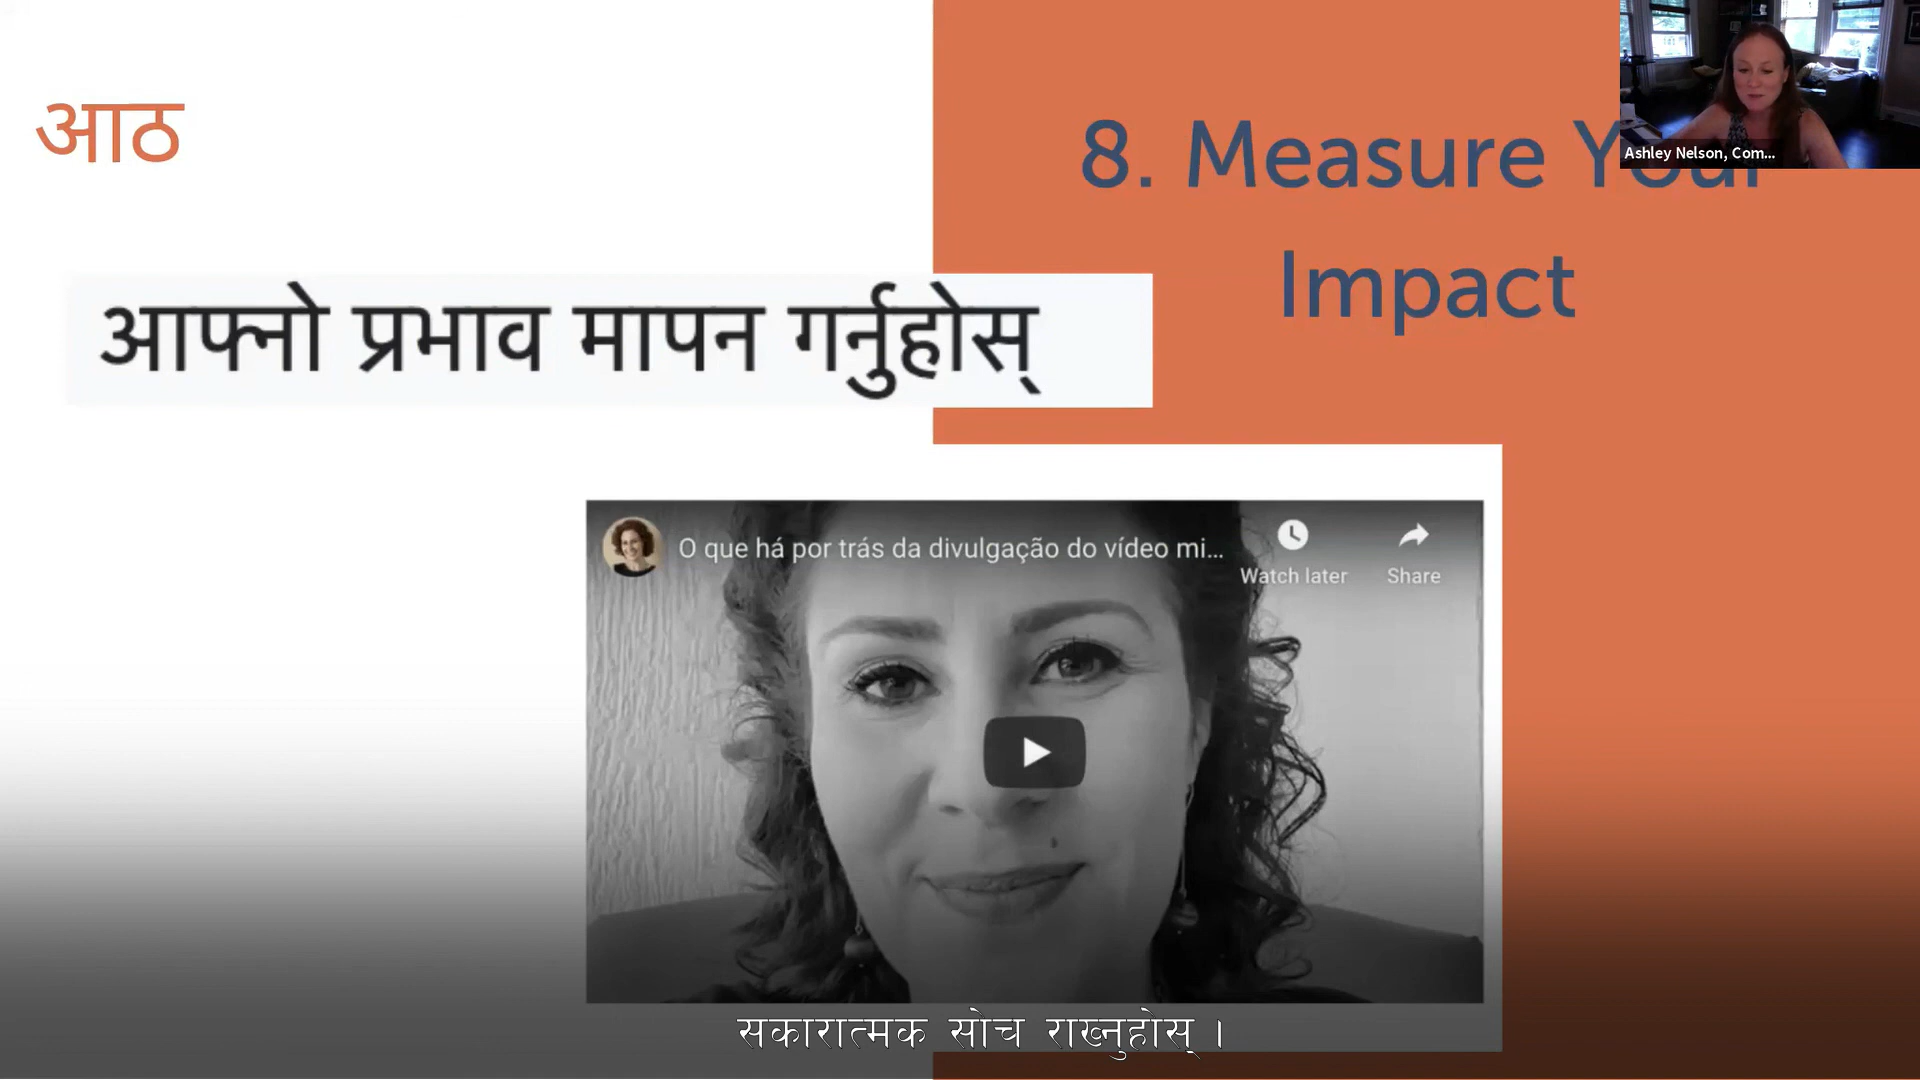 आठ
8. Measure Your
Impact
Ashley Nelson, Com...
आफ्नो प्रभाव मापन गर्नुहोस्
O que há por trás da divulgação do vídeo mi...
Watch later
Share
सकारात्मक सोच राख्नुहोस् ।